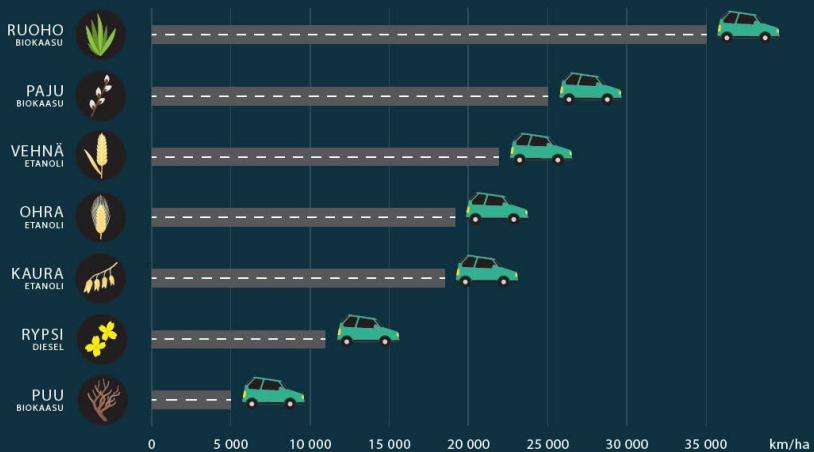 RUOHO
BIOKAASU
PAJU
BIOKAASU
VEHNÄ
ETANOLI
OHRA
ETANOLI
KAURA
ETANOLI
RYPSI
DIESEL
PUU
BIOKAASU
0 5 000 10 000 15 000 20 000 25 000 30 000 35 000 km/ha